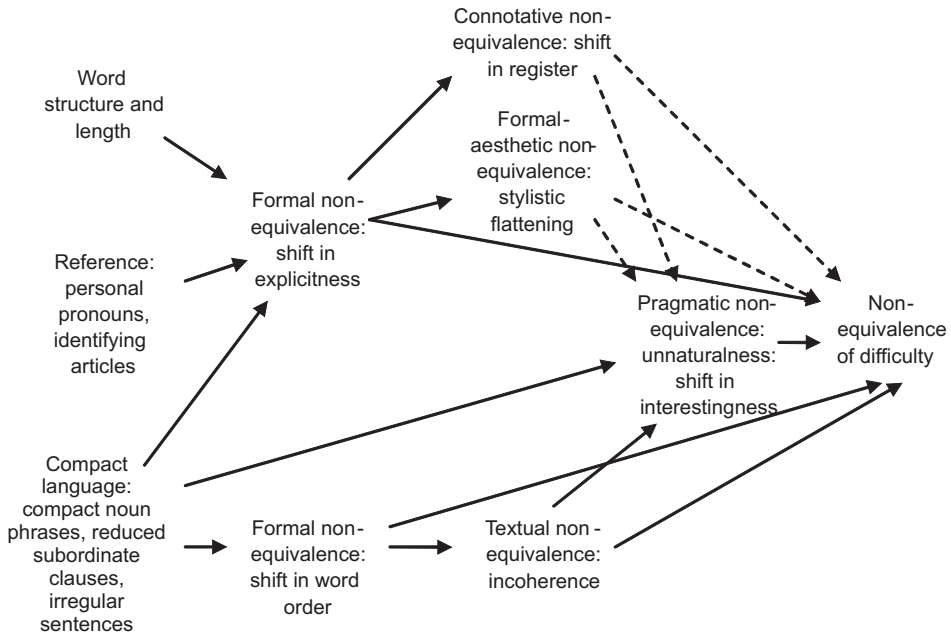 Connotative non-
equivalence: shift
in register
Word
structure and
length
Formal-
aesthetic non-
equivalence:
stylistic
flattening
Formal non-
equivalence:
shift in
explicitness
Reference:
personal
pronouns,
identifying
articles
Pragmatic non-
equivalence:
unnaturalness:
shift in
interestingness
Non-
equivalence
of difficulty
Compact
language:
compact noun
phrases, reduced
subordinate
clauses,
irregular
sentences
Formal non-
equivalence:
shift in word
order
Textual non-
equivalence:
incoherence